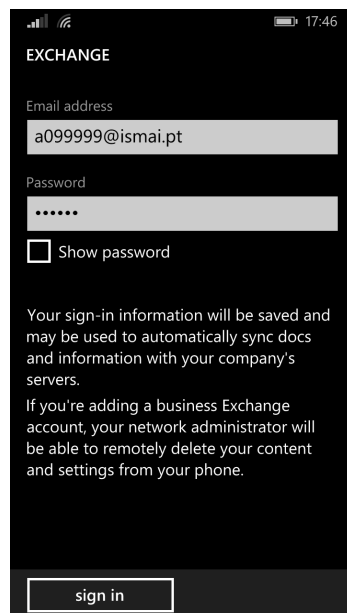 17:46
EXCHANGE
Email address
a099999@ismai.pt
Password
••••••
Show password
Your sign-in information will be saved and
may be used to automatically sync docs
and information with your company's
servers.
If you're adding a business Exchange
account, your network administrator will
be able to remotely delete your content
and settings from your phone.
sign in